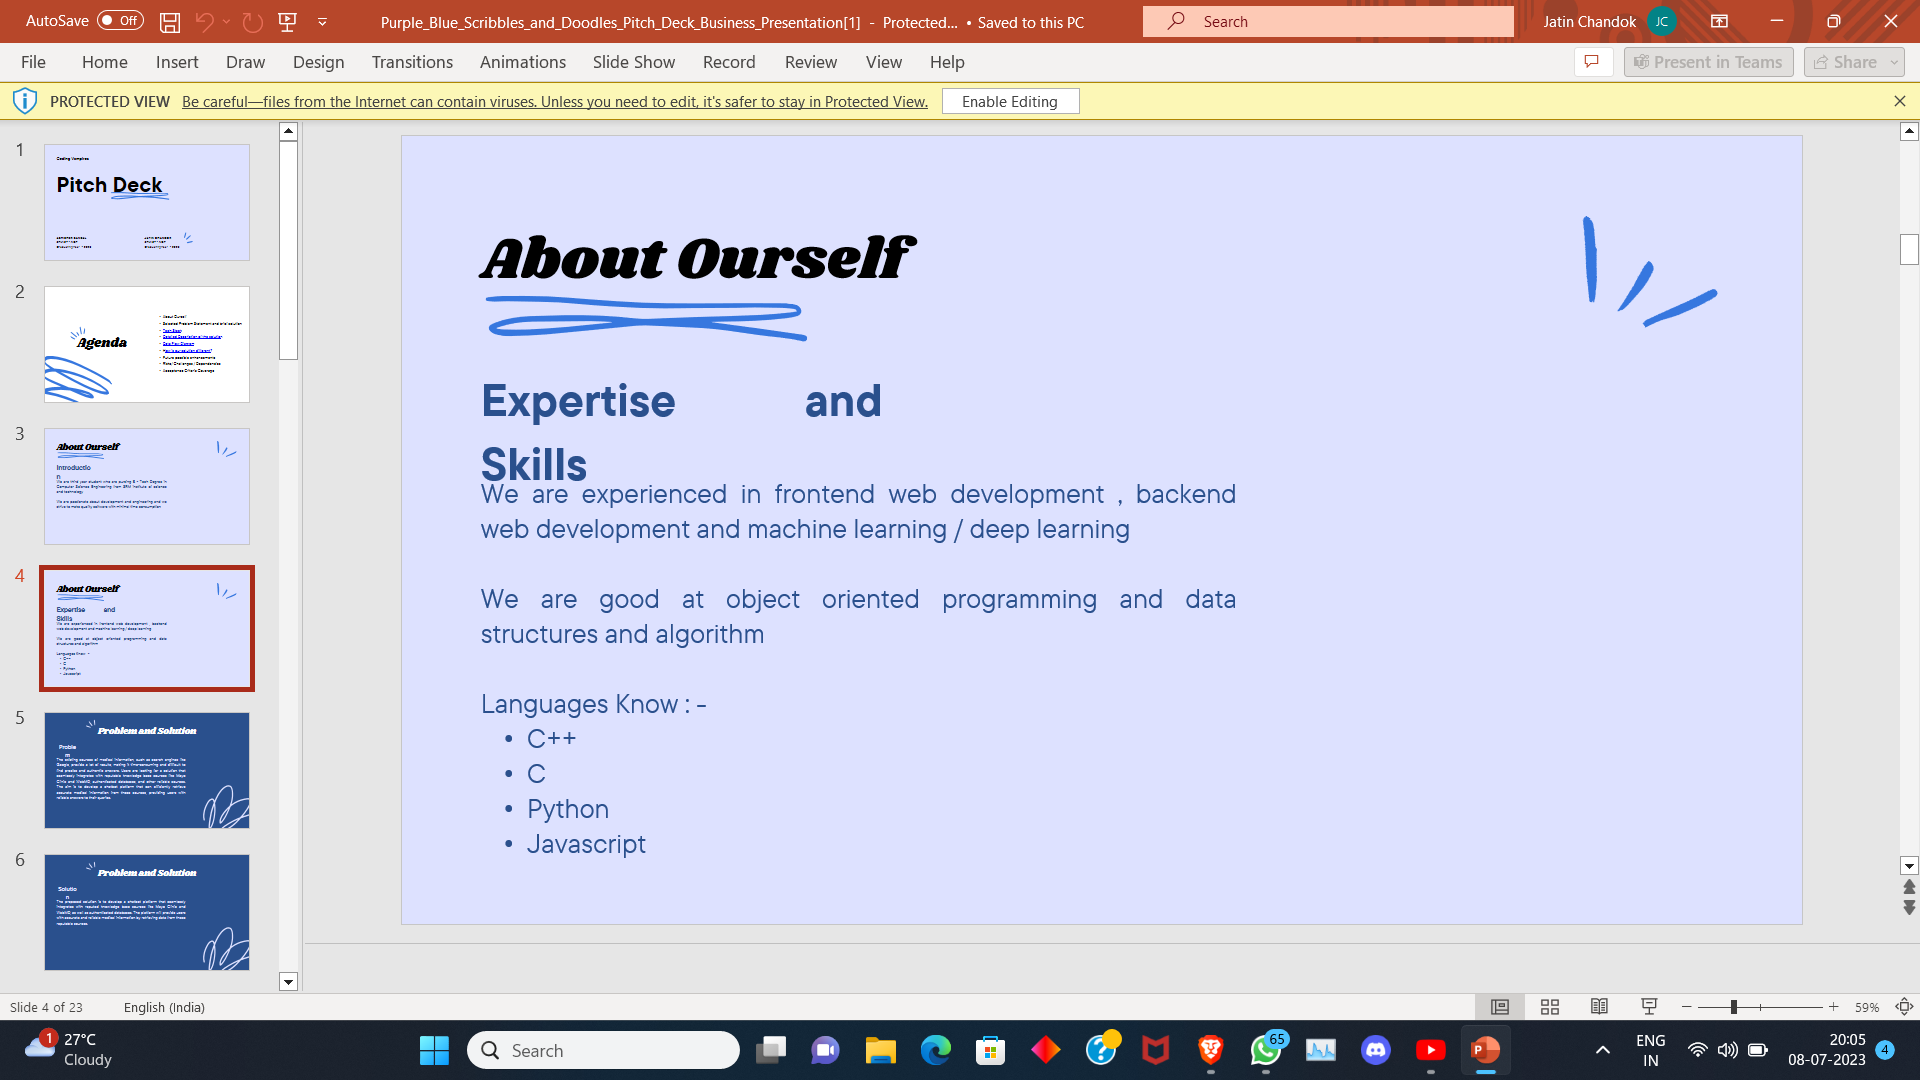 AutoSave Off
Purple_Blue_Scribbles_and_Doodles_Pitch_Deck_Business_Presentation[1] - Protected... • Saved to this PC
Search
Jatin Chandok JC
File Home Insert Draw Design Transitions Animations Slide Show Record Review View Help
Present in Teams
Share
PROTECTED VIEW Be careful—files from the Internet can contain viruses. Unless you need to edit, it's safer to stay in Protected View. Enable Editing
1
Coding Vampires
Pitch Deck
2
Agenda
3
About Ourself
Introductio
n
4
About Ourself
Expertise and
Skills
5
Problem and Solution
Proble
m
6
Problem and Solution
Solutio
n
About Ourself
Expertise and
Skills
We are experienced in frontend web development , backend
web development and machine learning / deep learning
We are good at object oriented programming and data
structures and algorithm
Languages Know : -
• C++
• C
• Python
• Javascript
Slide 4 of 23 English (India)
59%
1
27°C
Cloudy
Search
65
ENG
IN
20:05
08-07-2023
4